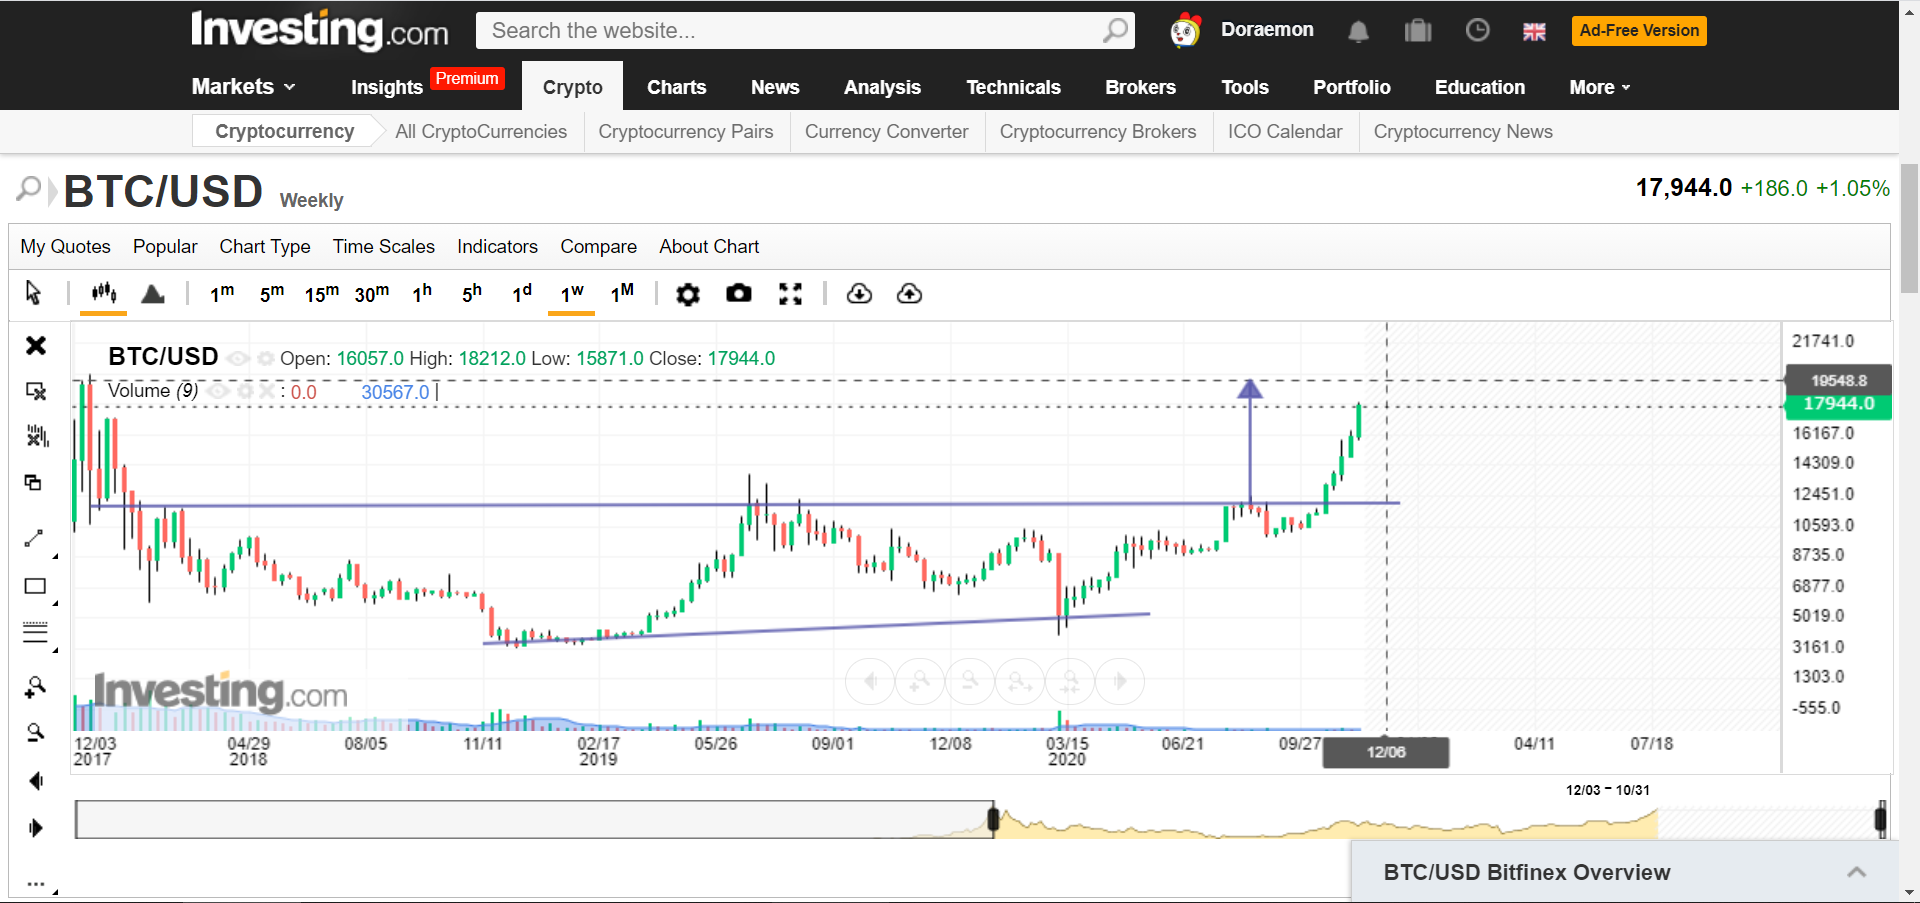 Investing.com
Search the website...
Doraemon
Ad-Free Version
Markets
Insights Premium
Crypto
Charts
News
Analysis
Technicals
Brokers
Tools
Portfolio
Education
More
Cryptocurrency
All CryptoCurrencies
Cryptocurrency Pairs
Currency Converter
Cryptocurrency Brokers
ICO Calendar
Cryptocurrency News
BTC/USD Weekly
17,944.0 +186.0 +1.05%
My Quotes
Popular
Chart Type
Time Scales
Indicators
Compare
About Chart
1m 5m 15m 30m 1h 5h 1d 1w 1M
BTC/USD Open: 16057.0 High: 18212.0 Low: 15871.0 Close: 17944.0
Volume (9) : 0.0 30567.0 |
21741.0
19548.8
17944.0
16167.0
14309.0
12451.0
10593.0
8735.0
6877.0
5019.0
3161.0
1303.0
-555.0
Investing.com
12/03 04/29 08/05 11/11 02/17 05/26 09/01 12/08 03/15 06/21 09/27 12/06 04/11 07/18
2017 2018 2019 2020
12/03 - 10/31
BTC/USD Bitfinex Overview